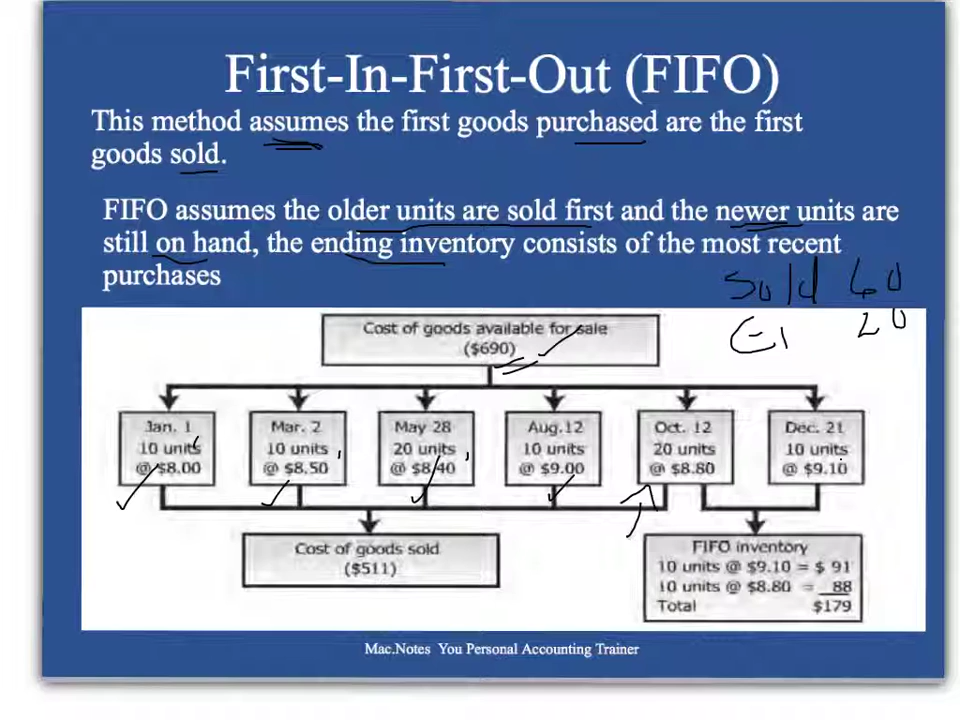 First-In-First-Out (FIFO)
This method assumes the first goods purchased are the first
goods sold.
FIFO assumes the older units are sold first and the newer units are
still on hand, the ending inventory consists of the most recent
purchases
Sold 60
EI 20
Cost of goods available for sale
($690)
Jan. 1
10 units
@ $8.00
Mar. 2
10 units
@ $8.50
May 28
20 units
@ $8.40
Aug.12
10 units
@ $9.00
Oct. 12
20 units
@ $8.80
Dec. 21
10 units
@ $9.10
Cost of goods sold
($511)
FIFO inventory
10 units @ $9.10 = $ 91
10 units @ $8.80 = 88
Total $179
Mac.Notes You Personal Accounting Trainer